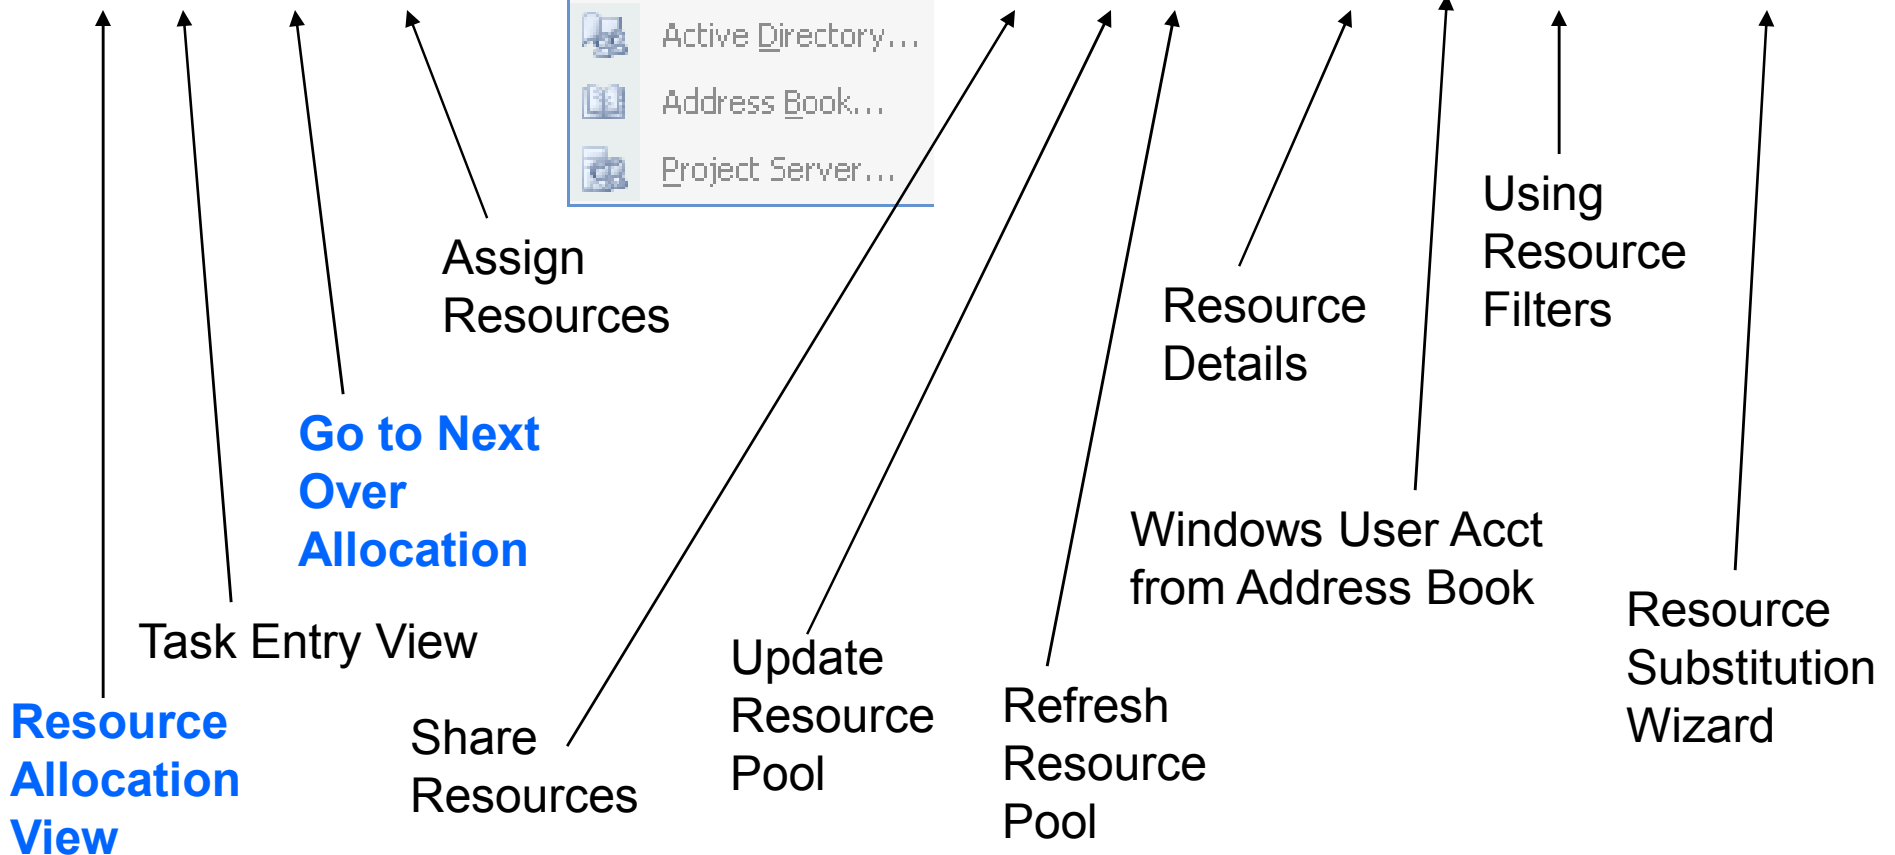 Active Directory...
Address Book...
Project Server...
Assign
Resources
Using
Resource
Filters
Resource
Details
Go to Next
Over
Allocation
Windows User Acct
from Address Book
Task Entry View
Update
Resource
Pool
Resource
Substitution
Wizard
Resource
Allocation
View
Share
Resources
Refresh
Resource
Pool